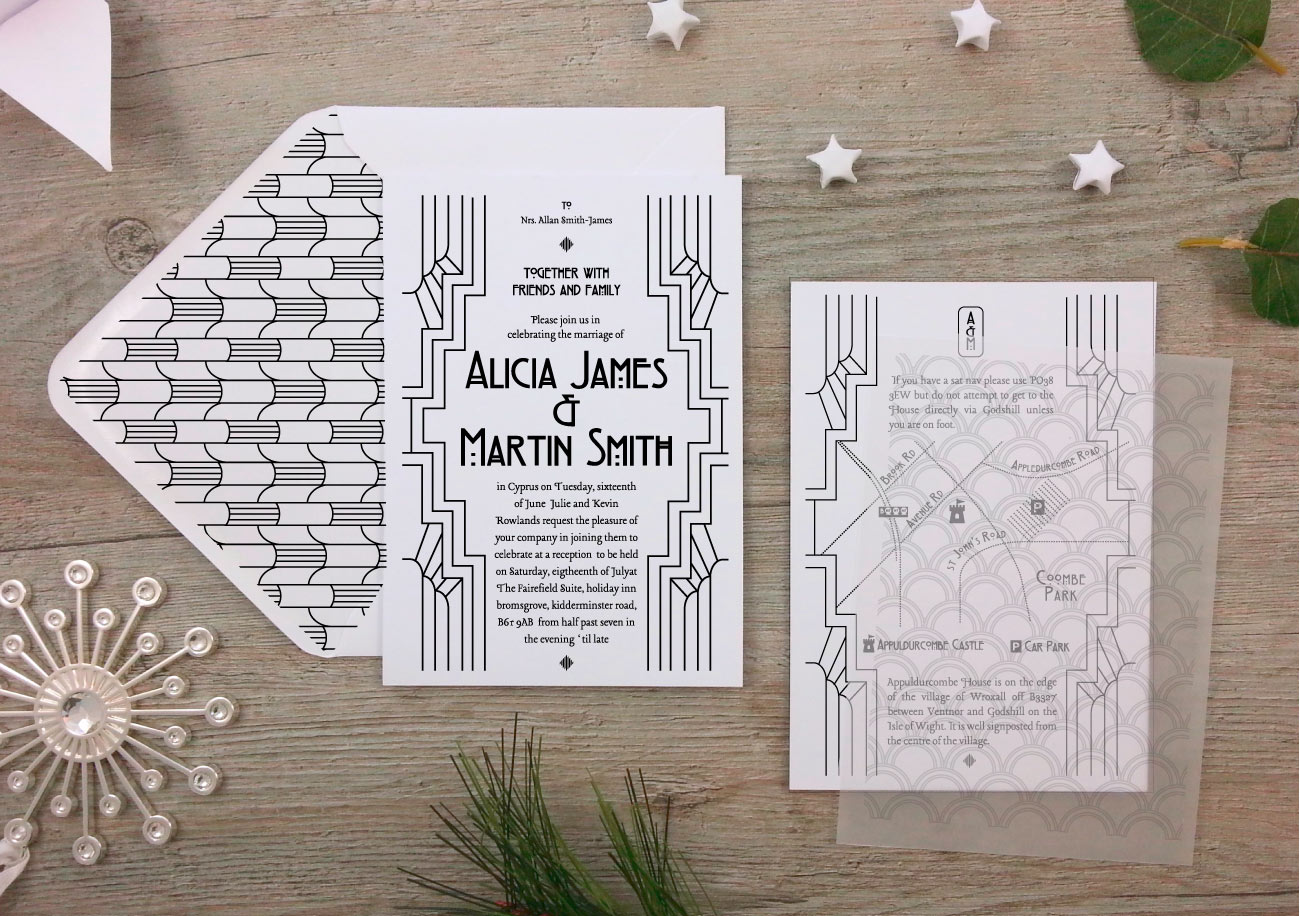 TO
Nrs. Allan Smith-James
TOGETHER WITH
FRIENDS AND FAMILY
Please join us in
celebrating the marriage of
ALICIA JAMES
&
MARTIN SMITH
in Cyprus on Tuesday, sixteenth
of June Julie and Kevin
Rowlands request the pleasure of
your company in joining them to
celebrate at a reception to be held
on Saturday, eigtheenth of Julyat
The Fairefield Suite, holiday inn
bromsgrove, kidderminster road,
B61 9AB from half past seven in
the evening ‘til late
A
&
M
If you have a sat nav please use PO38
3EW but do not attempt to get to the
House directly via Godshill unless
you are on foot.
BROOK RD
APPLEDURCOMBE ROAD
AVENUE RD
P
ST JOHN'S ROAD
COOMBE
PARK
APPULDURCOMBE CASTLE
P CAR PARK
Appuldurcombe House is on the edge
of the village of Wroxall off B3327
between Ventnor and Godshill on the
Isle of Wight. It is well signposted from
the centre of the village.